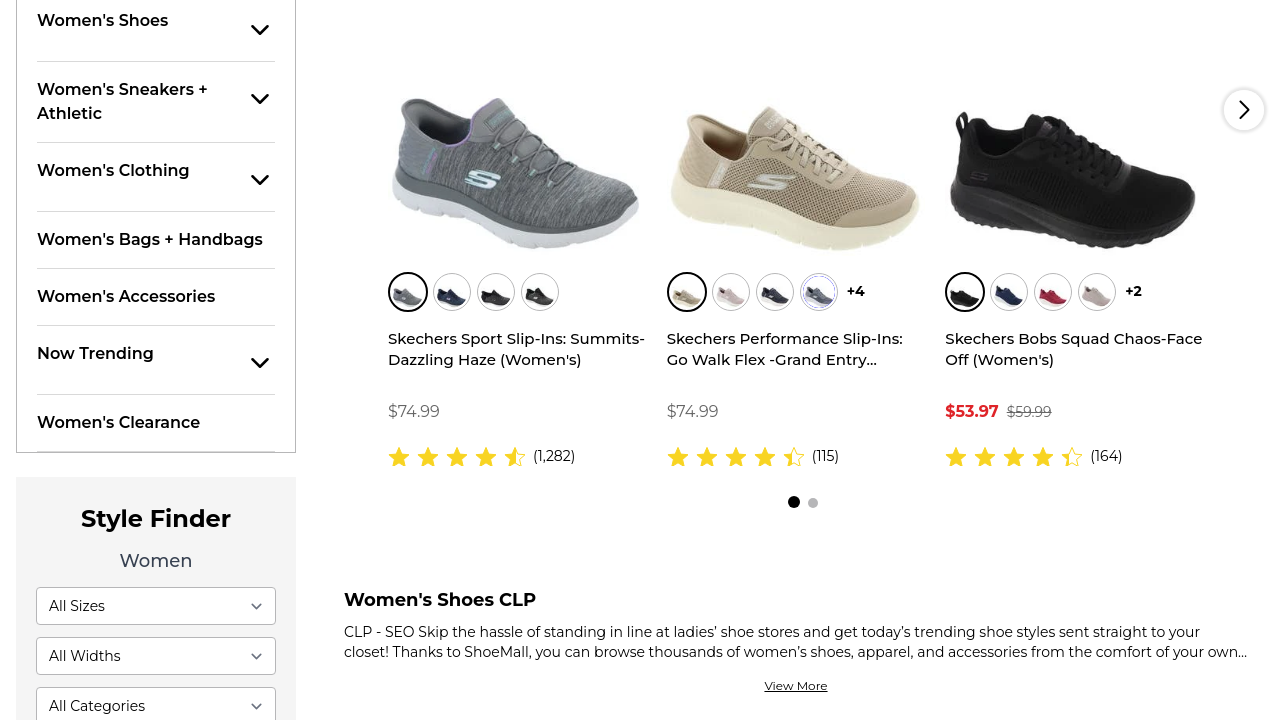 Women's Shoes
Women's Sneakers +
Athletic
Women's Clothing
Women's Bags + Handbags
Women's Accessories
Now Trending
Women's Clearance
Style Finder
Women
All Sizes
All Widths
All Categories
+4
+2
Skechers Sport Slip-Ins: Summits-
Dazzling Haze (Women's)
$74.99
(1,282)
Skechers Performance Slip-Ins:
Go Walk Flex -Grand Entry...
$74.99
(115)
Skechers Bobs Squad Chaos-Face
Off (Women's)
$53.97 $59.99
(164)
Women's Shoes CLP
CLP - SEO Skip the hassle of standing in line at ladies’ shoe stores and get today’s trending shoe styles sent straight to your
closet! Thanks to ShoeMall, you can browse thousands of women’s shoes, apparel, and accessories from the comfort of your own...
View More